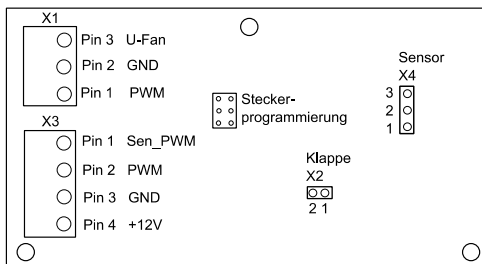 X1
Pin 3 U-Fan
Pin 2 GND
Pin 1 PWM
X3
Pin 1 Sen_PWM
Pin 2 PWM
Pin 3 GND
Pin 4 +12V
Stecker-
programmierung
Sensor
X4
3
2
1
Klappe
X2
2 1